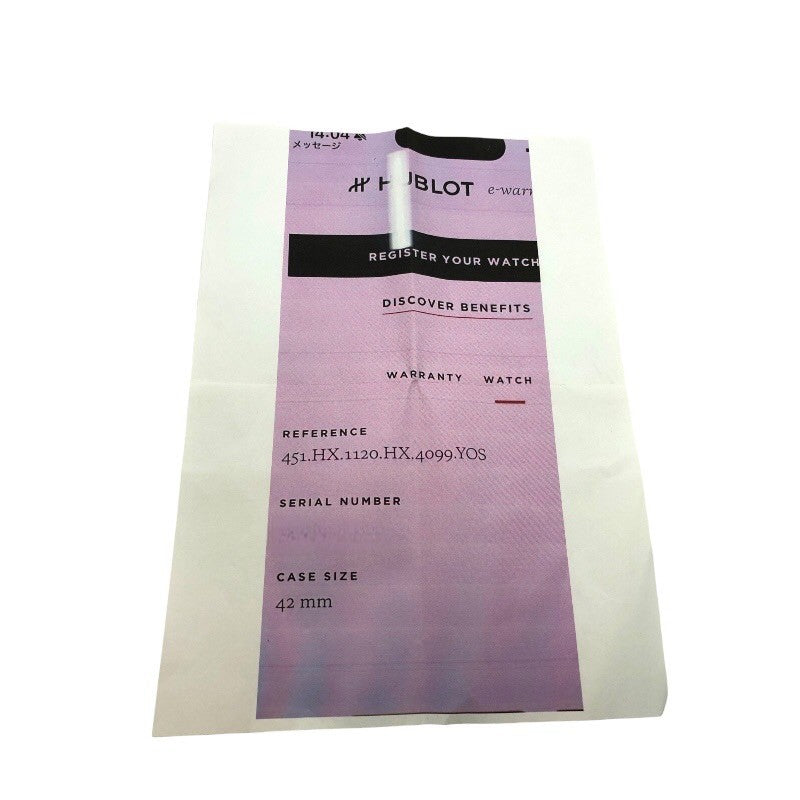 14:04
メッセージ
HUBLOT e-warr
REGISTER YOUR WATCH
DISCOVER BENEFITS
WARRANTY WATCH
REFERENCE
451.HX.1120.HX.4099.YOS
SERIAL NUMBER
CASE SIZE
42 mm